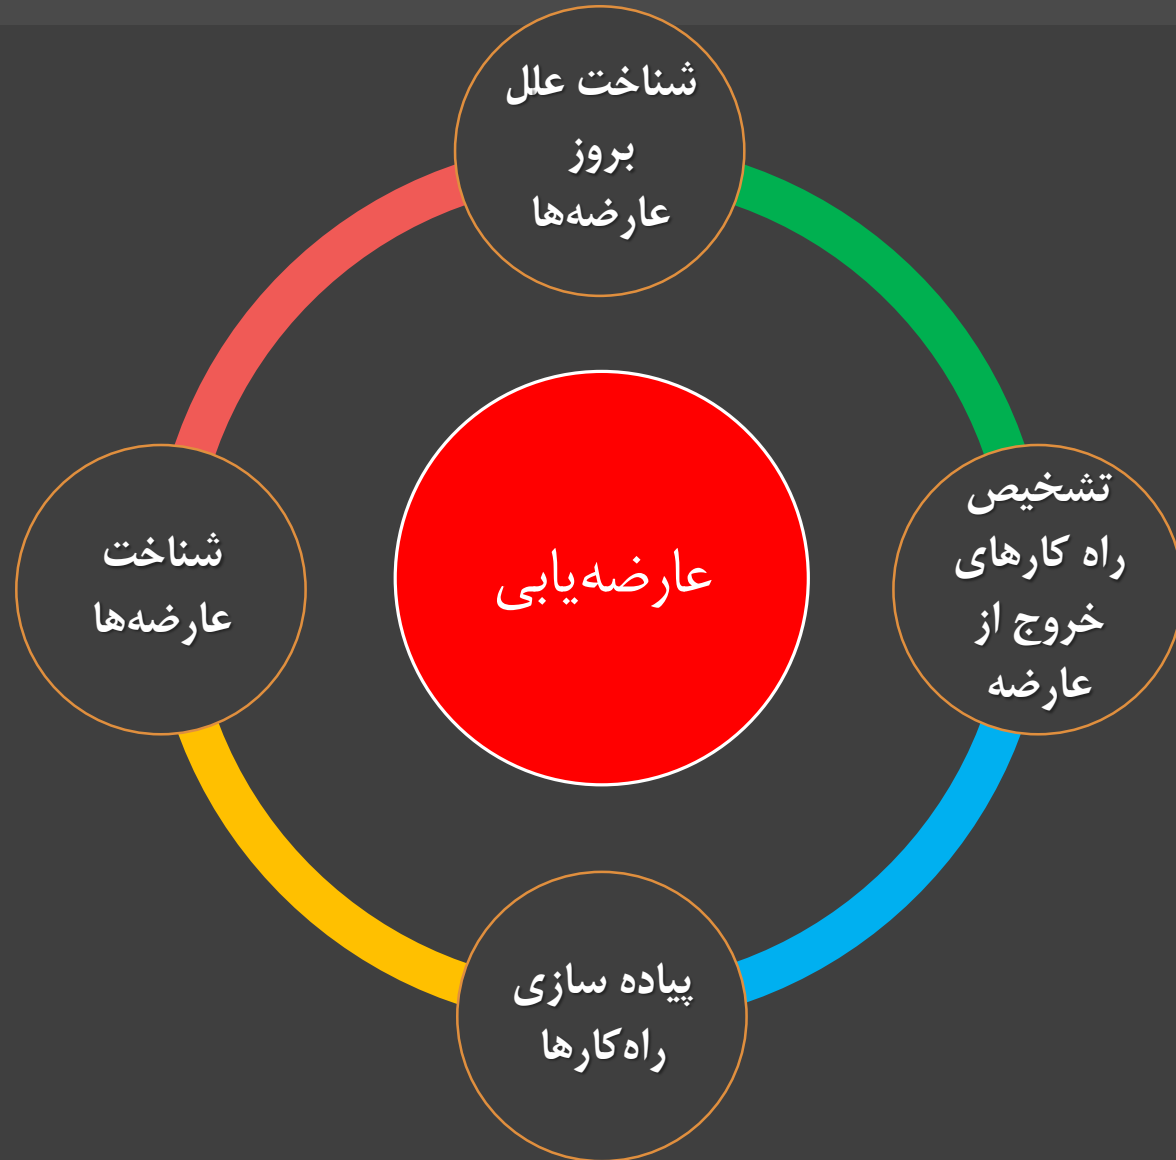 شناخت علل
بروز
عارضه‌ها
تشخیص
راه کارهای
خروج از
عارضه
عارضه‌یابی
شناخت
عارضه‌ها
پیاده سازی
راه‌کارها